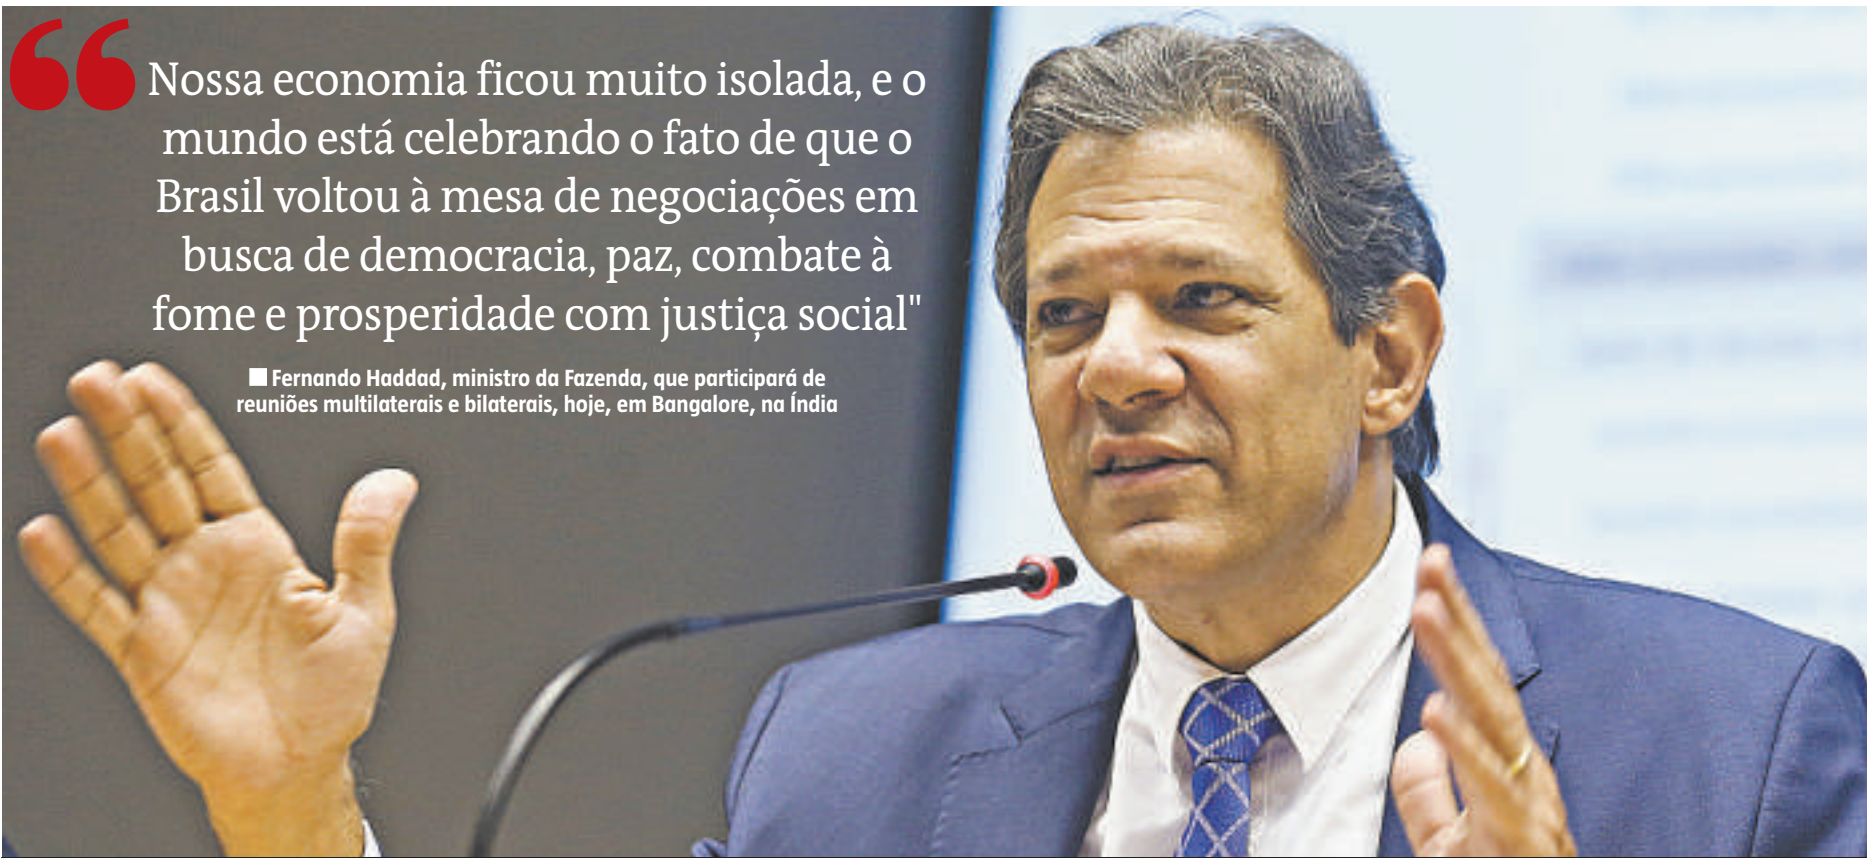 Nossa economia ficou muito isolada, e o
mundo está celebrando o fato de que o
Brasil voltou à mesa de negociações em
busca de democracia, paz, combate à
fome e prosperidade com justiça social"
Fernando Haddad, ministro da Fazenda, que participará de
reuniões multilaterais e bilaterais, hoje, em Bangalore, na Índia